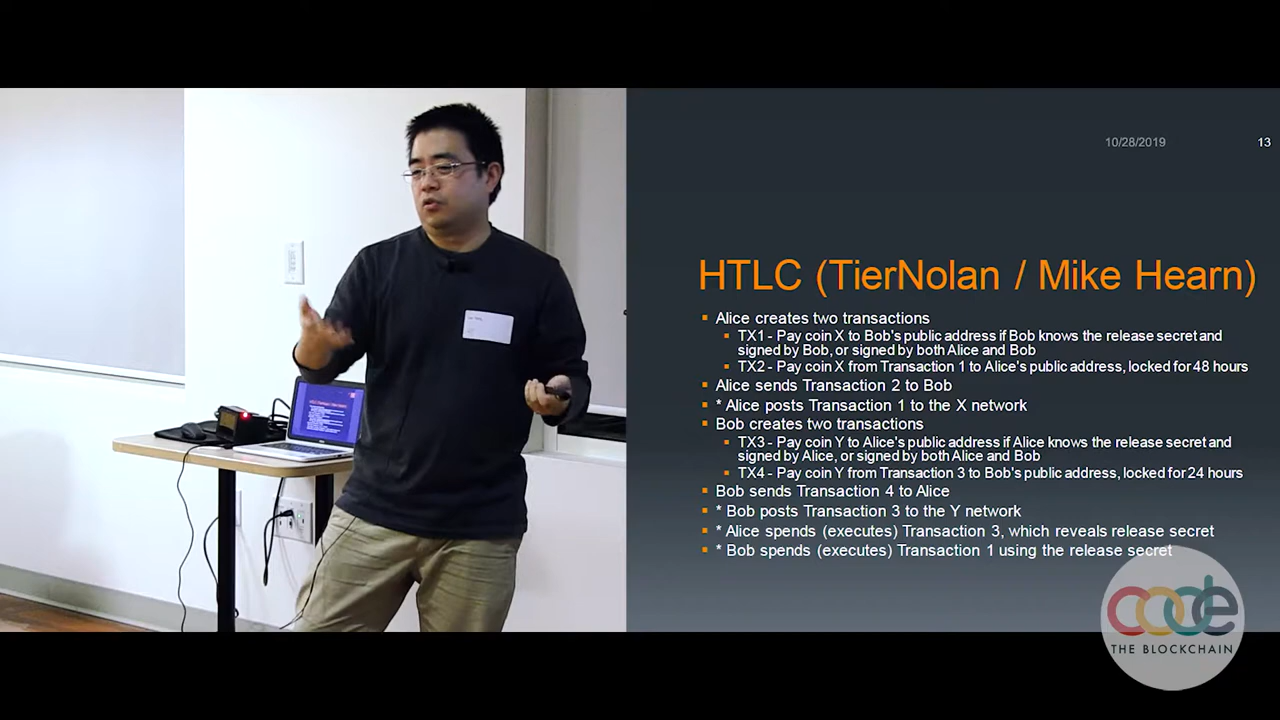 10/28/2019
13
HTLC (TierNolan / Mike Hearn)
Alice creates two transactions
TX1 - Pay coin X to Bob's public address if Bob knows the release secret and
signed by Bob, or signed by both Alice and Bob
TX2 - Pay coin X from Transaction 1 to Alice's public address, locked for 48 hours
Alice sends Transaction 2 to Bob
* Alice posts Transaction 1 to the X network
Bob creates two transactions
TX3 - Pay coin Y to Alice's public address if Alice knows the release secret and
signed by Alice, or signed by both Alice and Bob
TX4 - Pay coin Y from Transaction 3 to Bob's public address, locked for 24 hours
Bob sends Transaction 4 to Alice
* Bob posts Transaction 3 to the Y network
* Alice spends (executes) Transaction 3, which reveals release secret
* Bob spends (executes) Transaction 1 using the release secret
code
THE BLOCKCHAIN